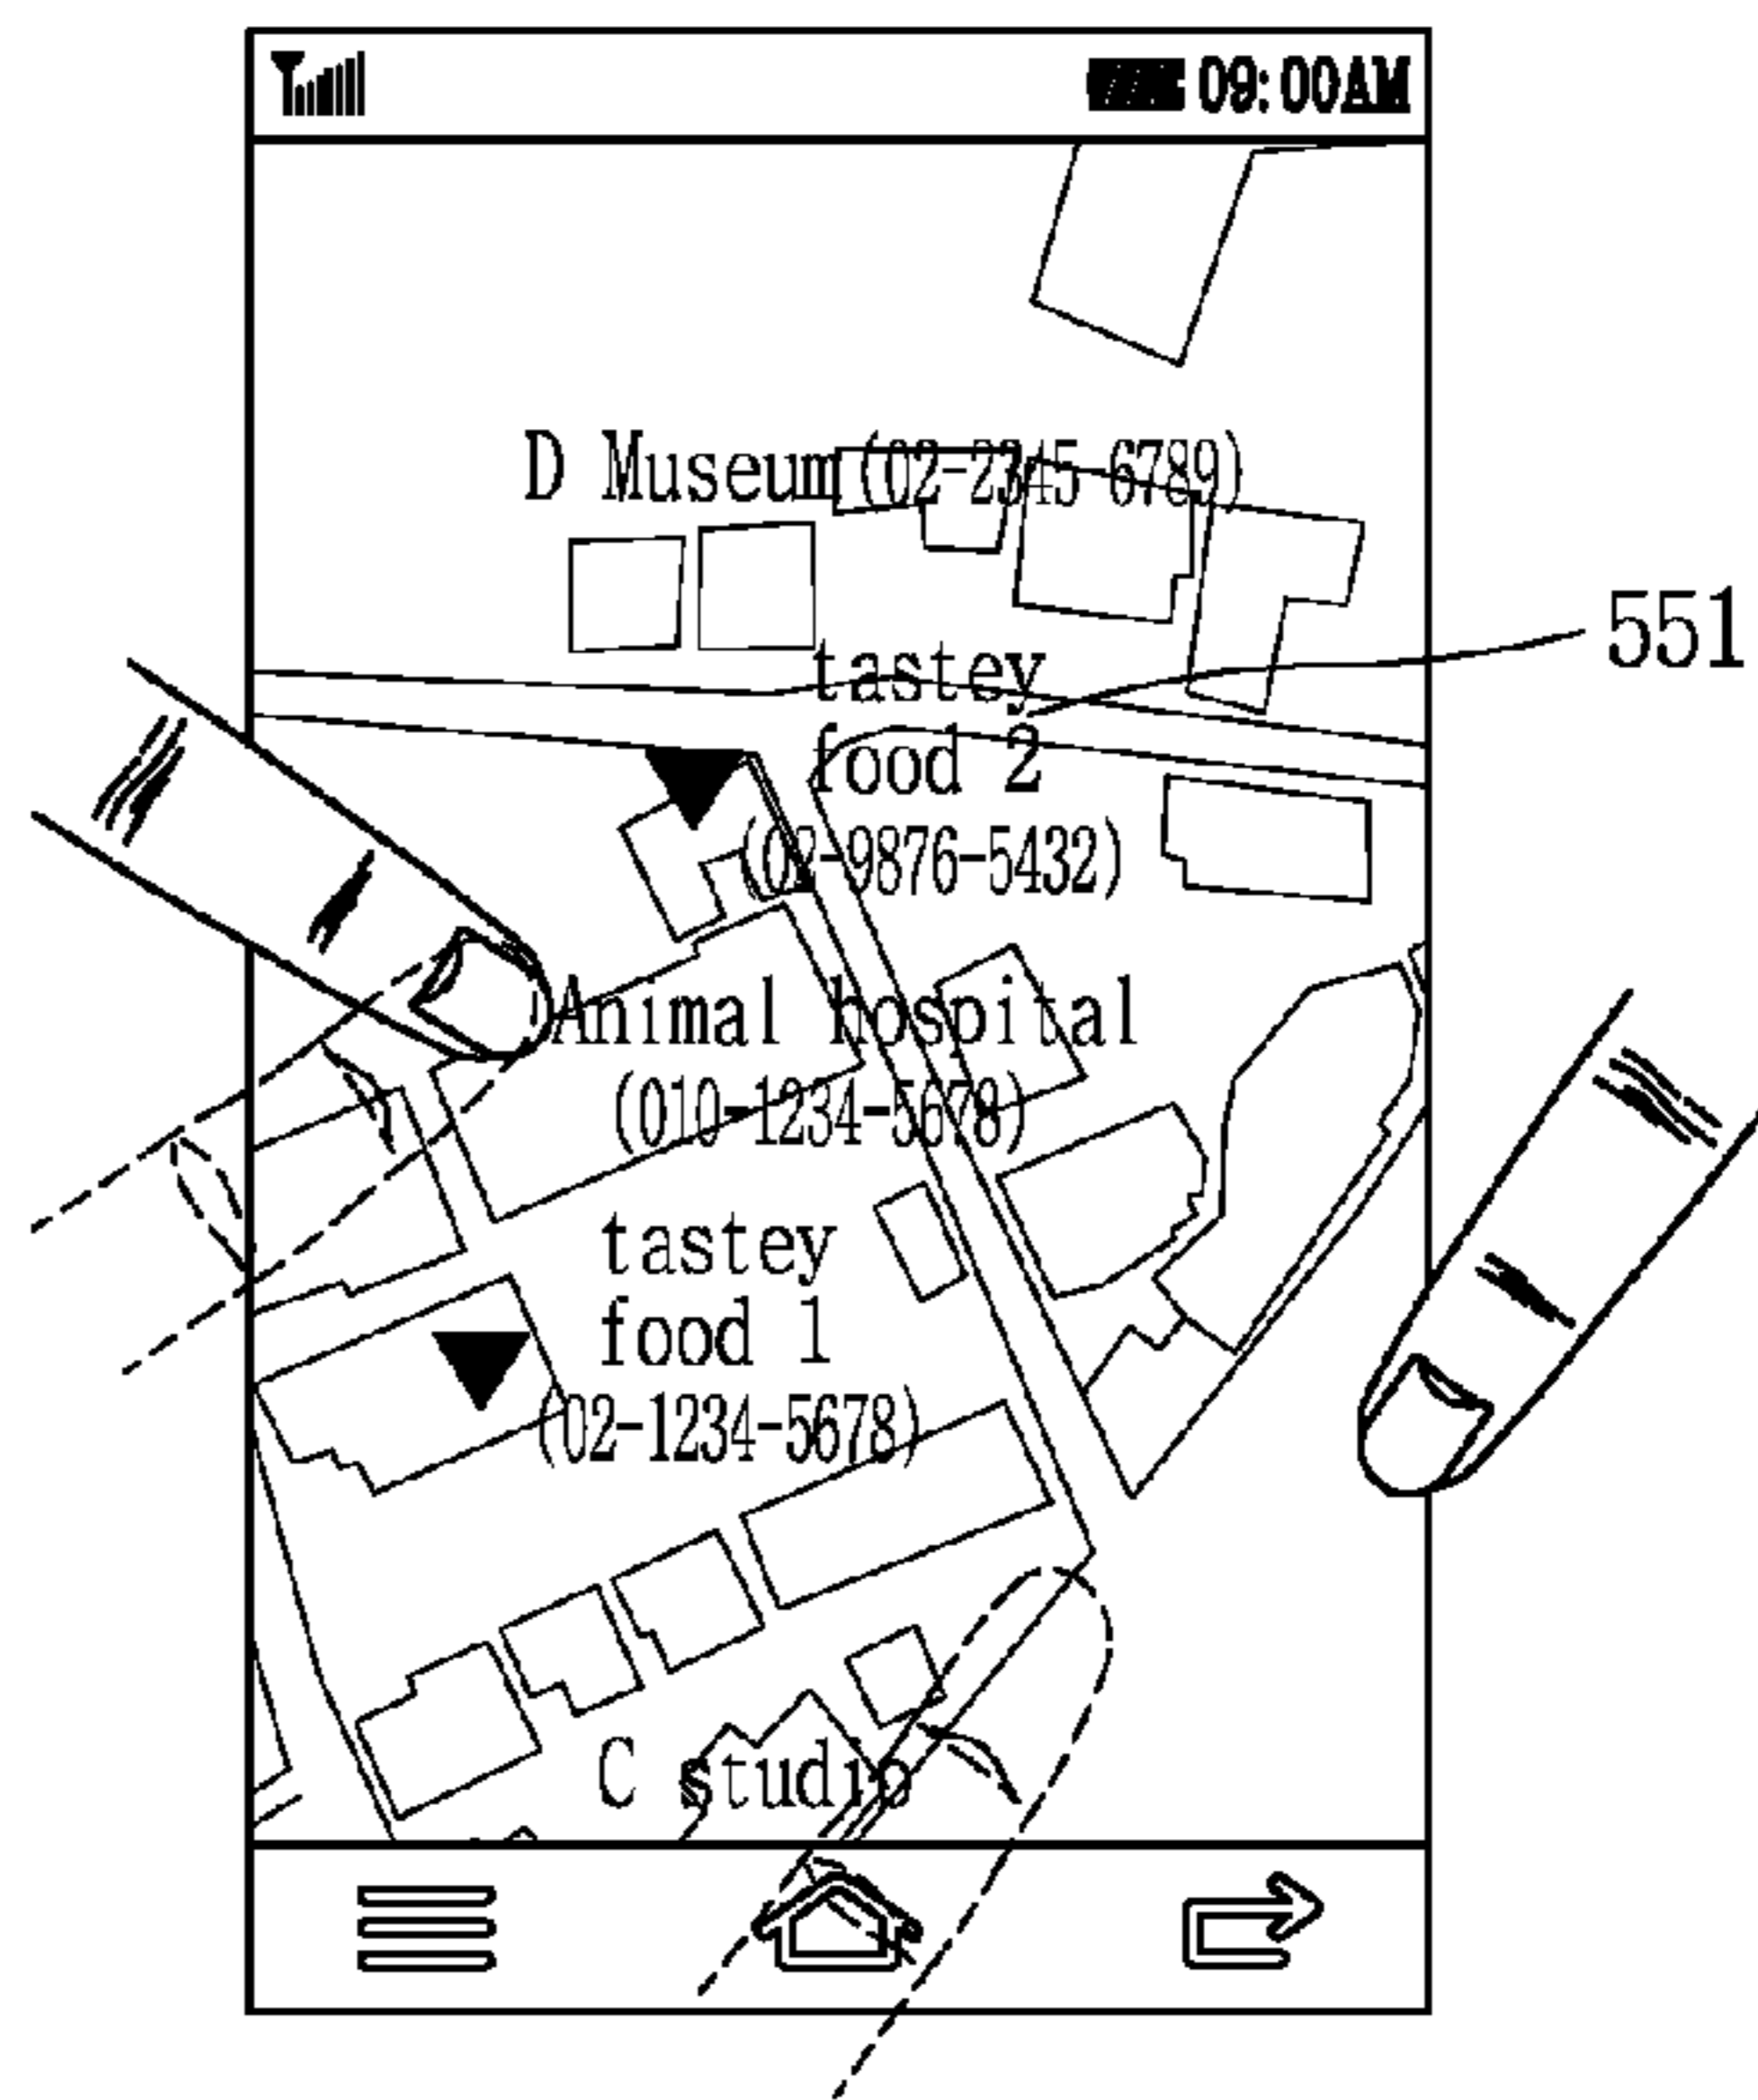 09:00AM
D Museum(02-2345-6789)
551
tastey
food 2
(02-9876-5432)
Animal hospital
(010-1234-5678)
tastey
food 1
(02-1234-5678)
C studio